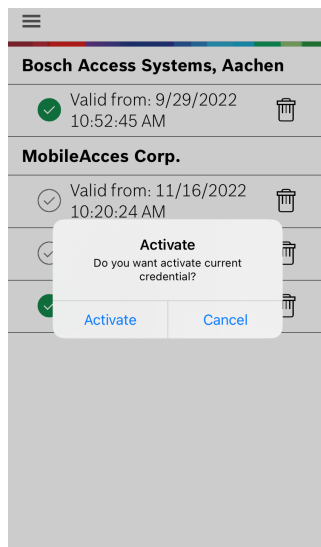 Bosch Access Systems, Aachen
Valid from: 9/29/2022
10:52:45 AM
MobileAcces Corp.
Valid from: 11/16/2022
10:20:24 AM
Activate
Do you want activate current
credential?
Activate
Cancel